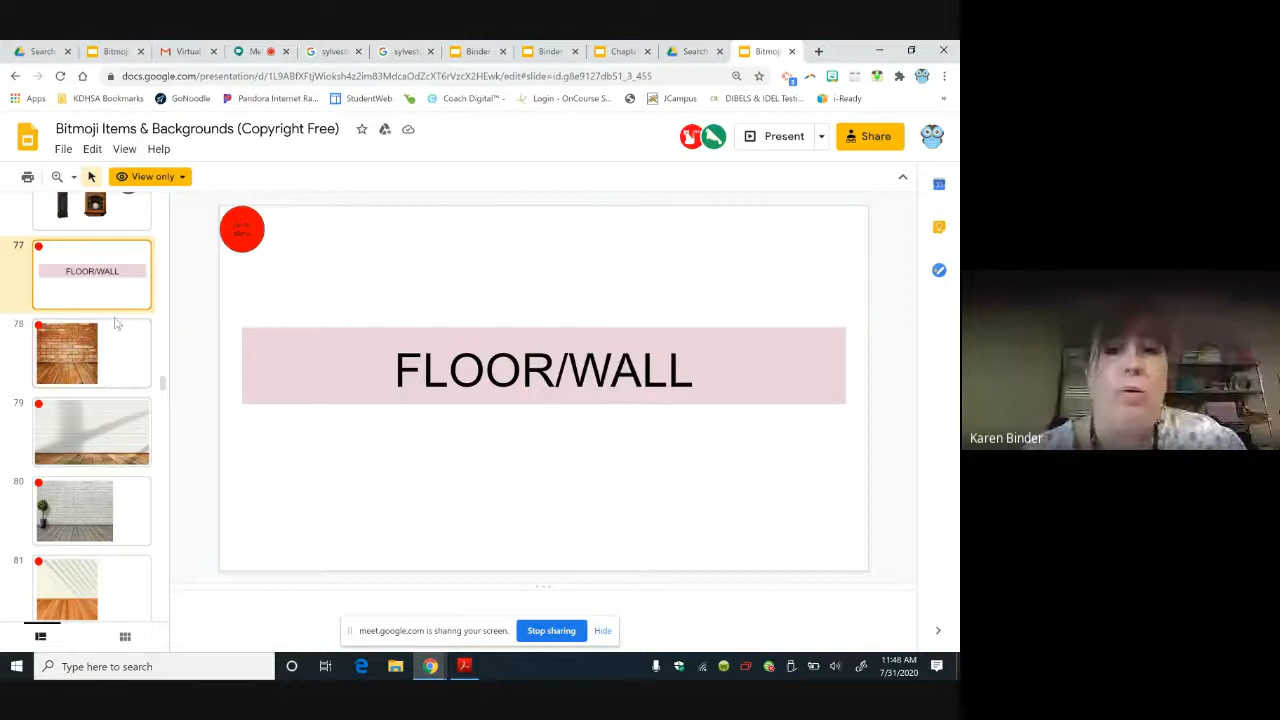 Search
Bitmoji
Virtual
Me
sylvest
sylvest
Binder
Binder
Chapte
Search
Bitmoji
docs.google.com/presentation/d/1L9ABfXFtjWioksh4z2im83MdcaOdZcXT6rVzcX2HEwk/edit#slide=id.g8e9127db51_3_455
Apps
KDHSA Bookmarks
GoNoodle
Pandora Internet Ra...
StudentWeb
Coach Digital™ -
Login - OnCourse S...
JCampus
DIBELS & IDEL Testi...
i-Ready
»
Bitmoji Items & Backgrounds (Copyright Free)
File Edit View Help
Present
Share
View only
77
FLOOR/WALL
78
79
80
81
FLOOR/WALL
Karen Binder
meet.google.com is sharing your screen.
Stop sharing
Hide
Type here to search
11:48 AM
7/31/2020